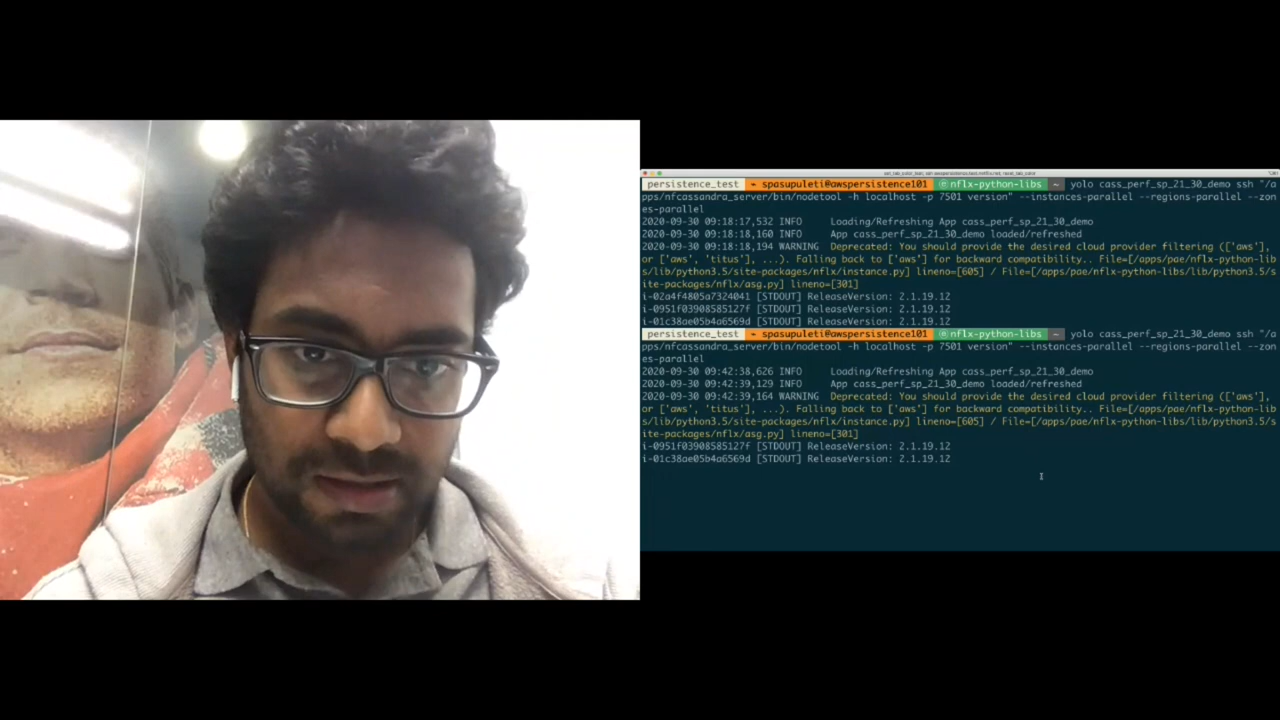 persistence_test ~ spasupuleti@awspersistence101 nflx-python-libs ~ yolo cass_perf_sp_21_30_demo ssh "/a
pps/nfcassandra_server/bin/nodetool -h localhost -p 7501 version" --instances-parallel --regions-parallel --zon
es-parallel
2020-09-30 09:18:17,532 INFO Loading/Refreshing App cass_perf_sp_21_30_demo
2020-09-30 09:18:18,160 INFO App cass_perf_sp_21_30_demo loaded/refreshed
2020-09-30 09:18:18,194 WARNING Deprecated: You should provide the desired cloud provider filtering (['aws'],
or ['aws', 'titus'], ...). Falling back to ['aws'] for backward compatibility.. File=[/apps/pae/nflx-python-lib
s/lib/python3.5/site-packages/nflx/instance.py] lineno=[605] / File=[/apps/pae/nflx-python-libs/lib/python3.5/s
ite-packages/nflx/asg.py] lineno=[301]
i-02a4f4805a7324041 [STDOUT] ReleaseVersion: 2.1.19.12
i-0951f03908585127f [STDOUT] ReleaseVersion: 2.1.19.12
i-01c38ae05b4a6569d [STDOUT] ReleaseVersion: 2.1.19.12
persistence_test ~ spasupuleti@awspersistence101 nflx-python-libs ~ yolo cass_perf_sp_21_30_demo ssh "/a
pps/nfcassandra_server/bin/nodetool -h localhost -p 7501 version" --instances-parallel --regions-parallel --zon
es-parallel
2020-09-30 09:42:38,626 INFO Loading/Refreshing App cass_perf_sp_21_30_demo
2020-09-30 09:42:39,129 INFO App cass_perf_sp_21_30_demo loaded/refreshed
2020-09-30 09:42:39,164 WARNING Deprecated: You should provide the desired cloud provider filtering (['aws'],
or ['aws', 'titus'], ...). Falling back to ['aws'] for backward compatibility.. File=[/apps/pae/nflx-python-lib
s/lib/python3.5/site-packages/nflx/instance.py] lineno=[605] / File=[/apps/pae/nflx-python-libs/lib/python3.5/s
ite-packages/nflx/asg.py] lineno=[301]
i-0951f03908585127f [STDOUT] ReleaseVersion: 2.1.19.12
i-01c38ae05b4a6569d [STDOUT] ReleaseVersion: 2.1.19.12